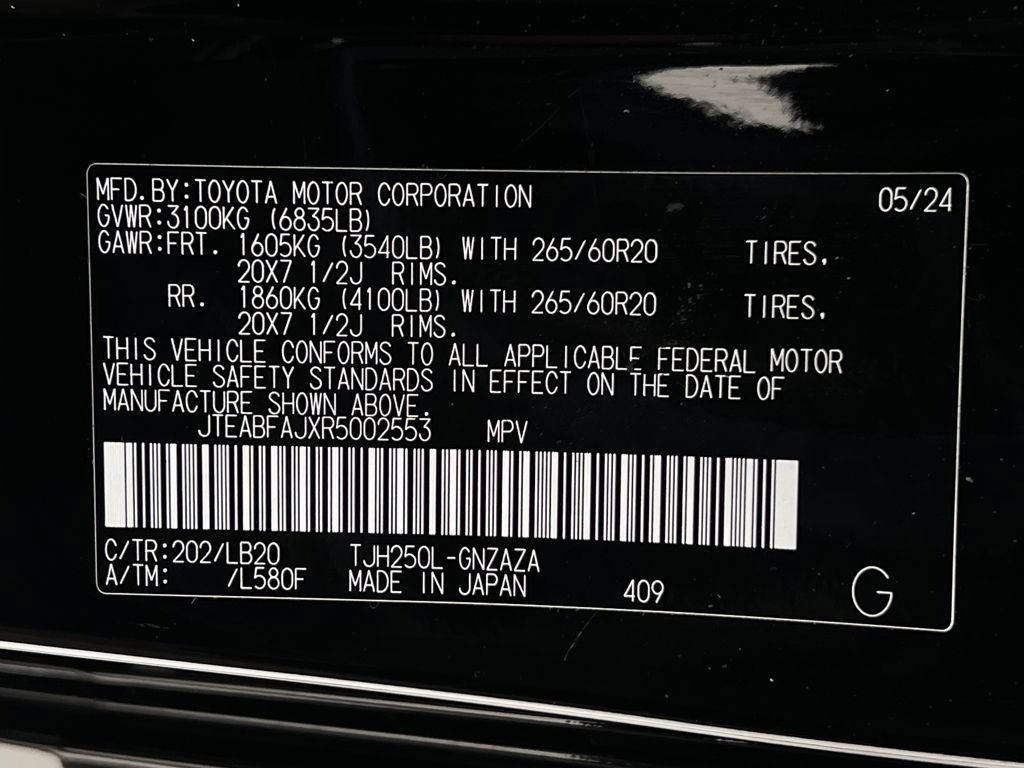 MFD.BY:TOYOTA MOTOR CORPORATION 05/24
GVWR:3100KG (6835LB)
GAWR:FRT. 1605KG (3540LB) WITH 265/60R20 TIRES.
20X7 1/2J RIMS.
RR. 1860KG (4100LB) WITH 265/60R20 TIRES.
20X7 1/2J RIMS.
THIS VEHICLE CONFORMS TO ALL APPLICABLE FEDERAL MOTOR
VEHICLE SAFETY STANDARDS IN EFFECT ON THE DATE OF
MANUFACTURE SHOWN ABOVE.
JTEABFAJXR5002553 MPV
C/TR:202/LB20 TJH250L-GNZAZA
A/TM: /L580F MADE IN JAPAN 409 G